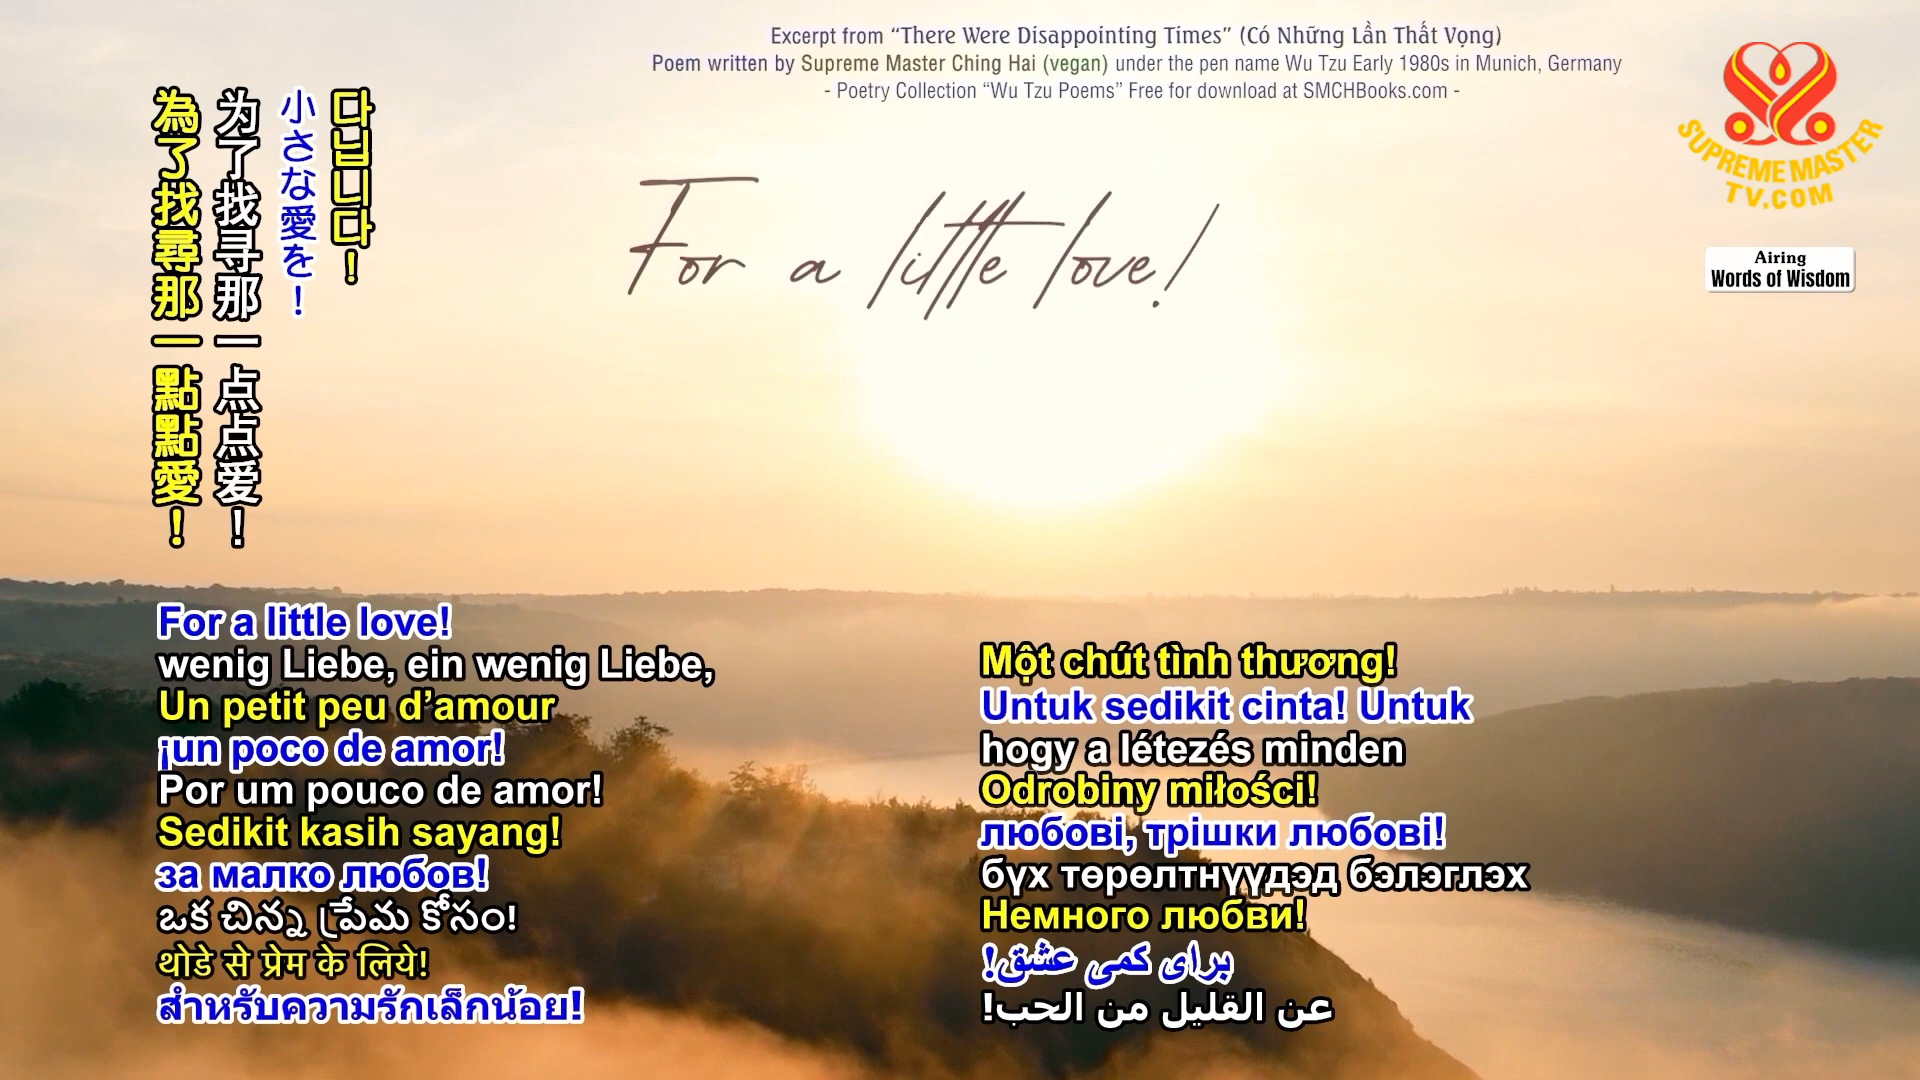 Excerpt from “There Were Disappointing Times” (Có Những Lần Thất Vọng)
Poem written by Supreme Master Ching Hai (vegan) under the pen name Wu Tzu Early 1980s in Munich, Germany
- Poetry Collection “Wu Tzu Poems” Free for download at SMCHBooks.com -
SUPREME MASTER
TV.COM
Airing
Words of Wisdom
For a little love!
다닙니다!
小さな愛を!
为了找寻那一点点爱!
為了找尋那一點點愛!
For a little love!
wenig Liebe, ein wenig Liebe,
Un petit peu d’amour
¡un poco de amor!
Por um pouco de amor!
Sedikit kasih sayang!
за малко любов!
ఒక చిన్న ప్రేమ కోసం!
थोडे से प्रेम के लिये!
สำหรับความรักเล็กน้อย!
Một chút tình thương!
Untuk sedikit cinta! Untuk
hogy a létezés minden
Odrobiny miłości!
любові, трішки любові!
бүх төрөлтнүүдэд бэлэглэх
Немного любви!
برای کمی عشق!
عن القليل من الحب!